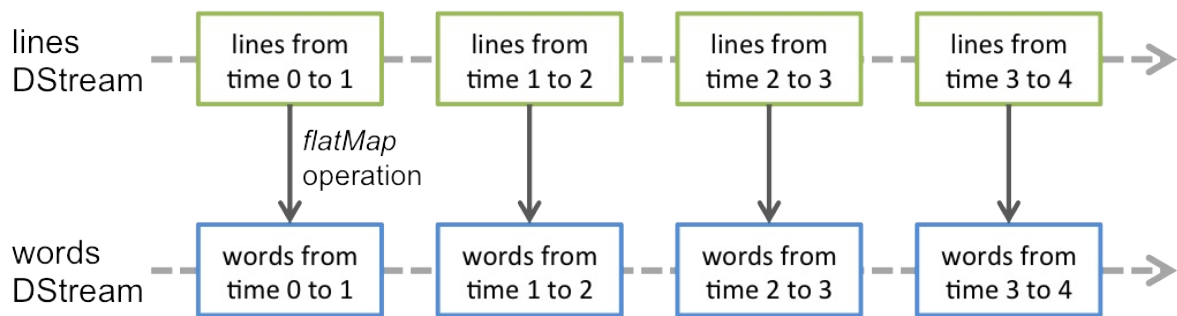 lines
DStream
lines from
time 0 to 1
lines from
time 1 to 2
lines from
time 2 to 3
lines from
time 3 to 4
flatMap
operation
words
DStream
words from
time 0 to 1
words from
time 1 to 2
words from
time 2 to 3
words from
time 3 to 4